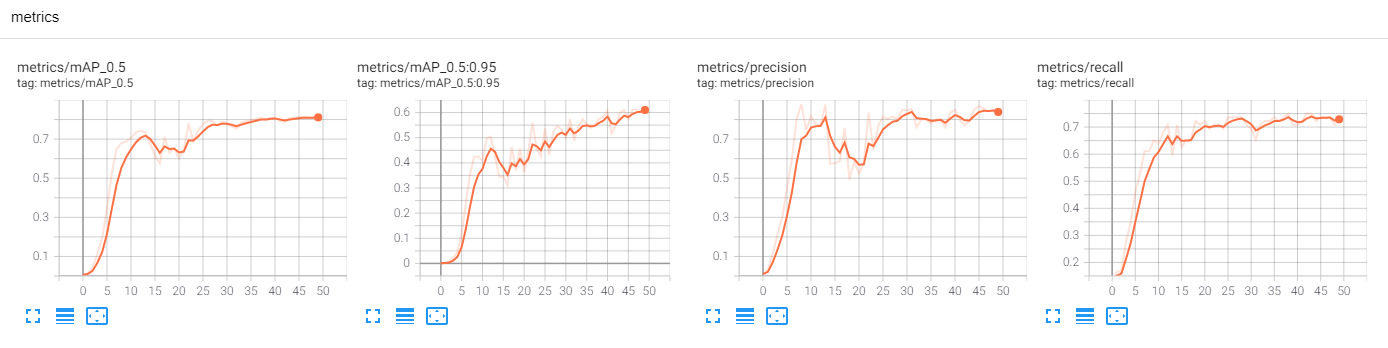 metrics
metrics/mAP_0.5
tag: metrics/mAP_0.5
0.7
0.5
0.3
0.1
0 5 10 15 20 25 30 35 40 45 50
metrics/mAP_0.5:0.95
tag: metrics/mAP_0.5:0.95
0.6
0.5
0.4
0.3
0.2
0.1
0
0 5 10 15 20 25 30 35 40 45 50
metrics/precision
tag: metrics/precision
0.7
0.5
0.3
0.1
0 5 10 15 20 25 30 35 40 45 50
metrics/recall
tag: metrics/recall
0.7
0.6
0.5
0.4
0.3
0.2
0 5 10 15 20 25 30 35 40 45 50